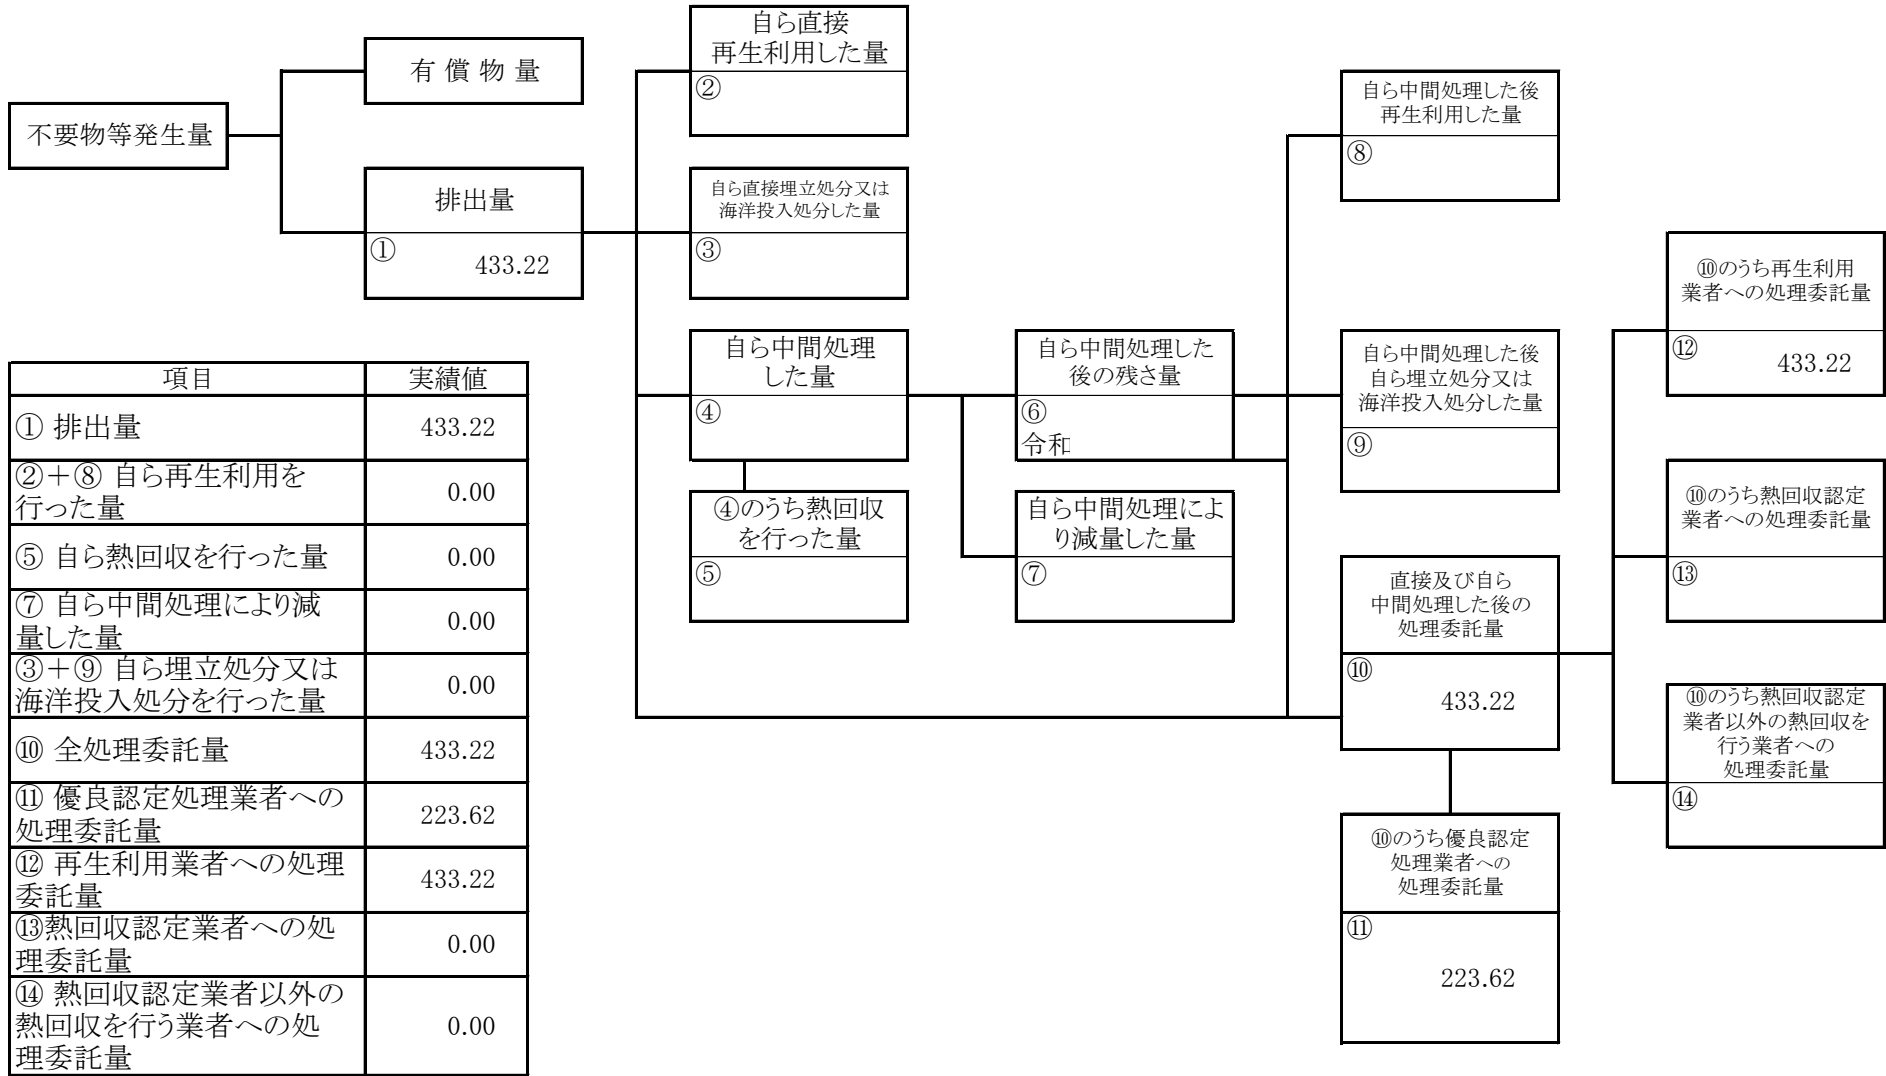 不要物等発生量
有 償 物 量
排出量
①
433.22
自ら直接
再生利用した量
②
自ら直接埋立処分又は
海洋投入処分した量
③
自ら中間処理
した量
④
④のうち熱回収
を行った量
⑤
自ら中間処理した
後の残さ量
⑥
令和
自ら中間処理によ
り減量した量
⑦
自ら中間処理した後
再生利用した量
⑧
自ら中間処理した後
自ら埋立処分又は
海洋投入処分した量
⑨
直接及び自ら
中間処理した後の
処理委託量
⑩
433.22
⑩のうち優良認定
処理業者への
処理委託量
⑪
223.62
⑩のうち再生利用
業者への処理委託量
⑫
433.22
⑩のうち熱回収認定
業者への処理委託量
⑬
⑩のうち熱回収認定
業者以外の熱回収を
行う業者への
処理委託量
⑭
項目 実績値
① 排出量 433.22
②＋⑧ 自ら再生利用を
行った量 0.00
⑤ 自ら熱回収を行った量 0.00
⑦ 自ら中間処理により減
量した量 0.00
③＋⑨ 自ら埋立処分又は
海洋投入処分を行った量 0.00
⑩ 全処理委託量 433.22
⑪ 優良認定処理業者への
処理委託量 223.62
⑫ 再生利用業者への処理
委託量 433.22
⑬熱回収認定業者への処
理委託量 0.00
⑭ 熱回収認定業者以外の
熱回収を行う業者への処
理委託量 0.00